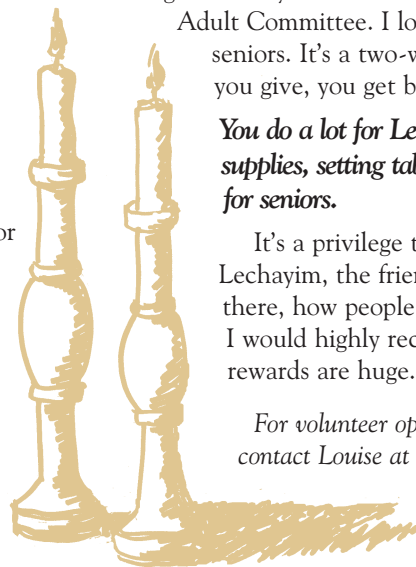 Adult Committee. I lo
seniors. It's a two-w
you give, you get b
You do a lot for Le
supplies, setting tab
for seniors.
or
It's a privilege t
Lechayim, the frien
there, how people
I would highly rec
rewards are huge.
For volunteer op
contact Louise at